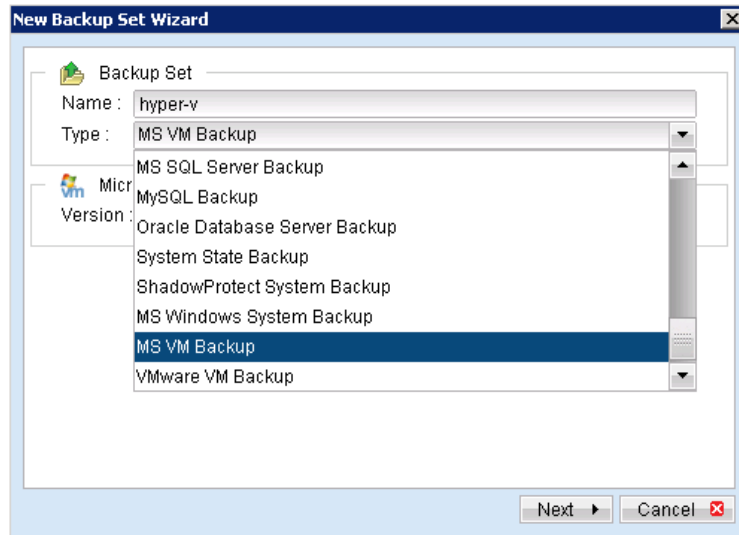 New Backup Set Wizard
Backup Set
Name : hyper-v
Type : MS VM Backup
MS SQL Server Backup
Micr
MySQL Backup
Version :
Oracle Database Server Backup
System State Backup
ShadowProtect System Backup
MS Windows System Backup
MS VM Backup
VMware VM Backup
Next
Cancel